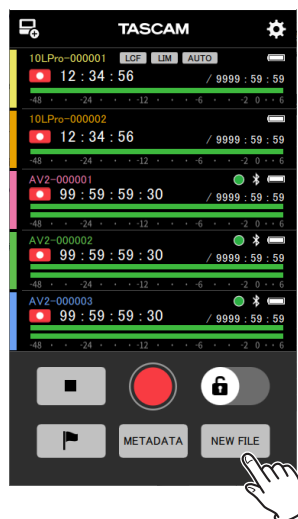 TASCAM
10LPro-000001 LCF LIM AUTO
12 : 34 : 56 / 9999 : 59 : 59
-48 -24 -12 -6 -2 0 6
10LPro-000002
12 : 34 : 56 / 9999 : 59 : 59
-48 -24 -12 -6 -2 0 6
AV2-000001
99 : 59 : 59 : 30 / 9999 : 59 : 59
-48 -24 -12 -6 -2 0 6
AV2-000002
99 : 59 : 59 : 30 / 9999 : 59 : 59
-48 -24 -12 -6 -2 0 6
AV2-000003
99 : 59 : 59 : 30 / 9999 : 59 : 59
-48 -24 -12 -6 -2 0 6
METADATA NEW FILE